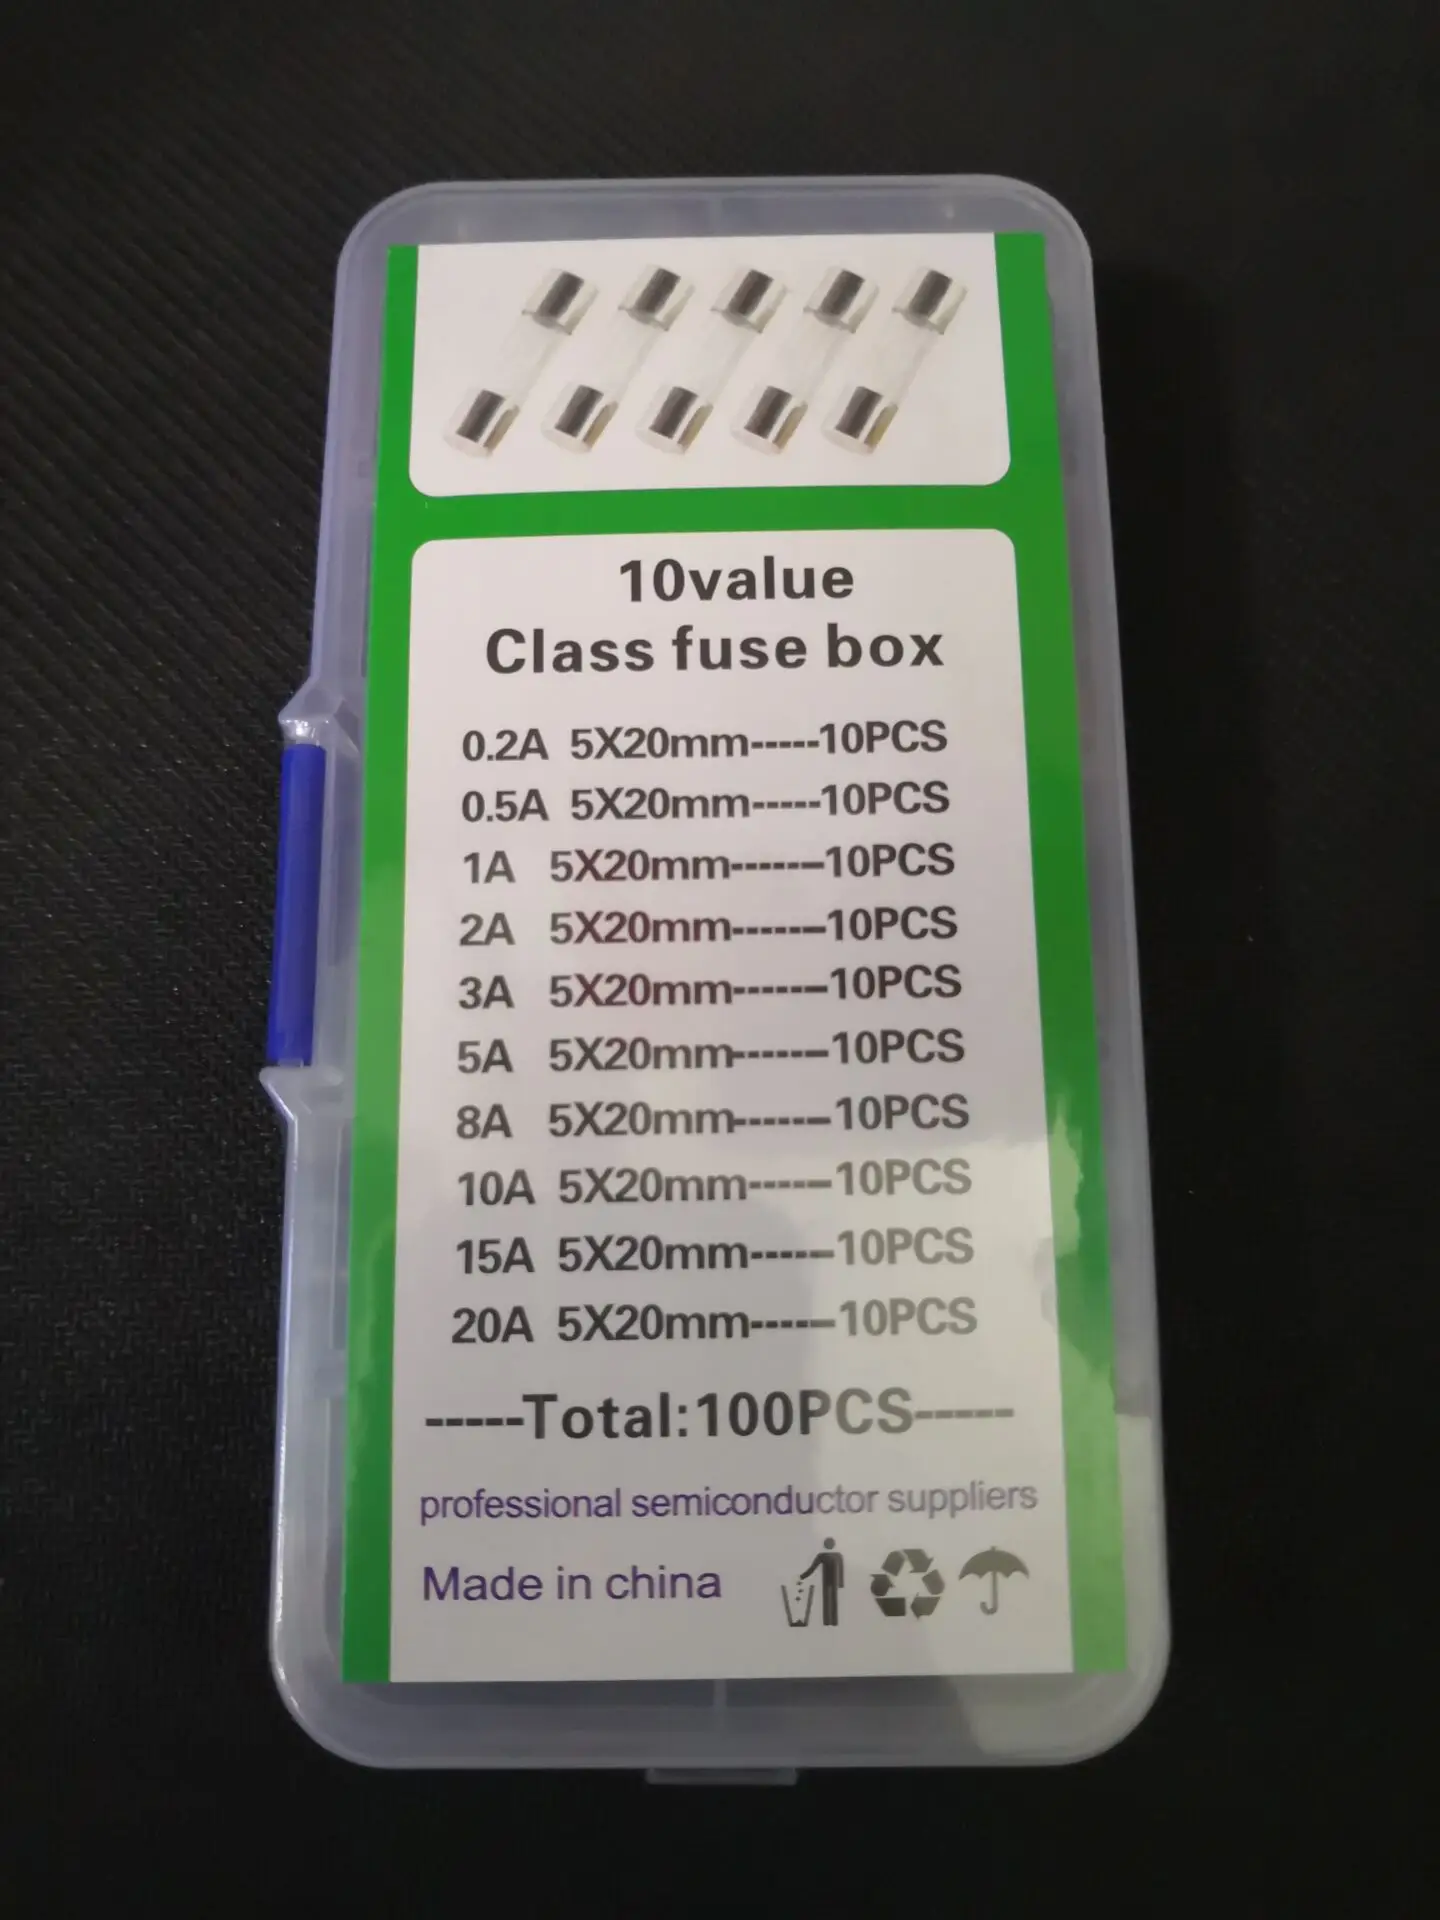 10value
Class fuse box
0.2A 5X20mm-----10PCS
0.5A 5X20mm-----10PCS
1A 5X20mm-------10PCS
2A 5X20mm-------10PCS
3A 5X20mm-------10PCS
5A 5X20mm-------10PCS
8A 5X20mm-------10PCS
10A 5X20mm------10PCS
15A 5X20mm------10PCS
20A 5X20mm------10PCS
-----Total:100PCS-----
professional semiconductor suppliers
Made in china